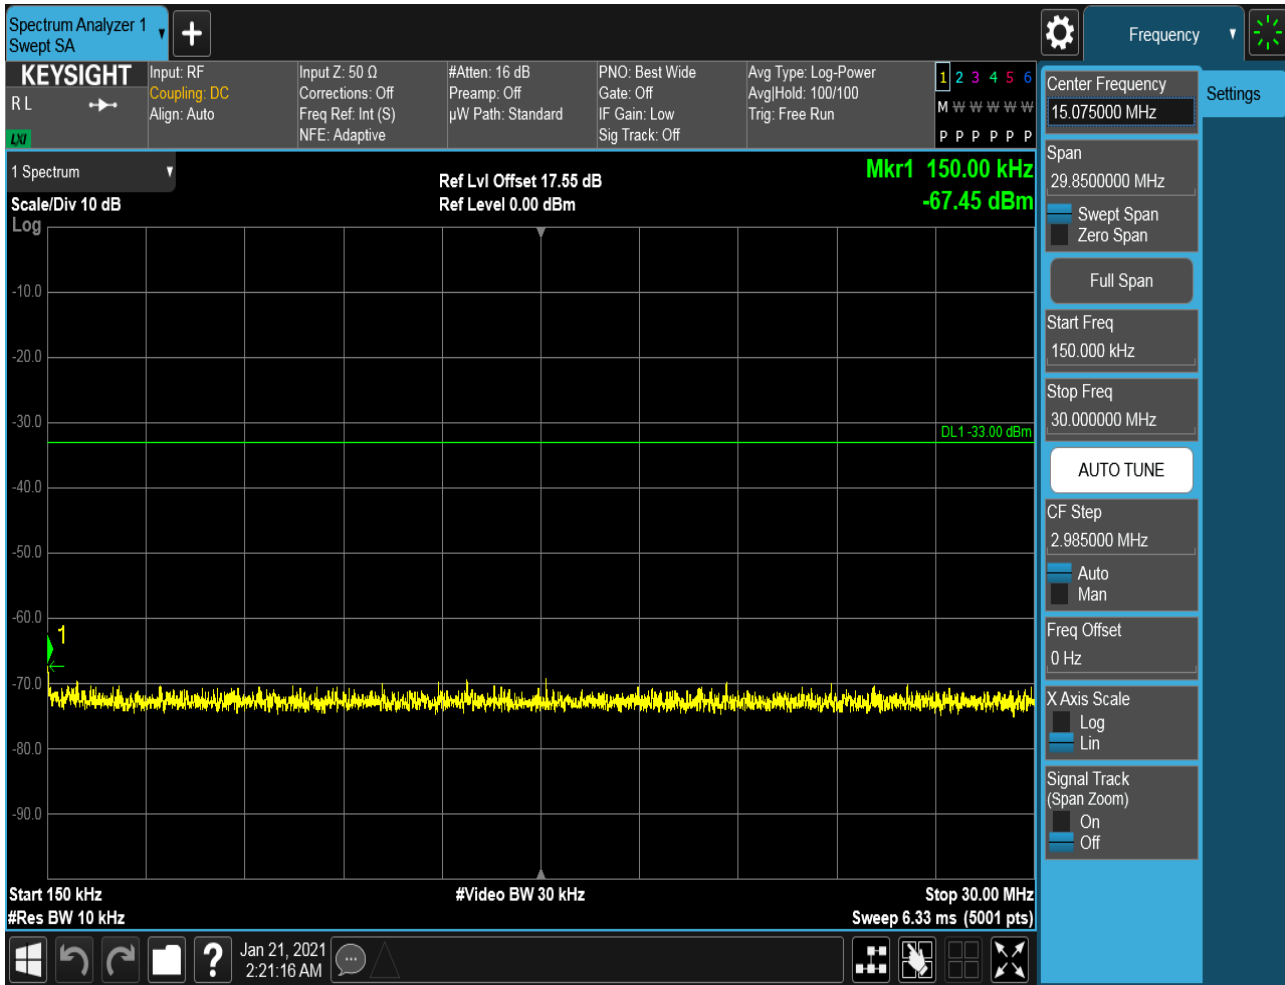 Spectrum Analyzer 1
Swept SA
Frequency
KEYSIGHT
R L
LXI
Input: RF
Coupling: DC
Align: Auto
Input Z: 50 Ω
Corrections: Off
Freq Ref: Int (S)
NFE: Adaptive
#Atten: 16 dB
Preamp: Off
µW Path: Standard
PNO: Best Wide
Gate: Off
IF Gain: Low
Sig Track: Off
Avg Type: Log-Power
Avg|Hold: 100/100
Trig: Free Run
1 2 3 4 5 6
M W W W W W
P P P P P P
1 Spectrum
Scale/Div 10 dB
Log
Ref Lvl Offset 17.55 dB
Ref Level 0.00 dBm
Mkr1 150.00 kHz
-67.45 dBm
-10.0
-20.0
-30.0
DL1 -33.00 dBm
-40.0
-50.0
-60.0
1
-70.0
-80.0
-90.0
Start 150 kHz
#Res BW 10 kHz
#Video BW 30 kHz
Stop 30.00 MHz
Sweep 6.33 ms (5001 pts)
Jan 21, 2021
2:21:16 AM
Center Frequency
15.075000 MHz
Settings
Span
29.8500000 MHz
Swept Span
Zero Span
Full Span
Start Freq
150.000 kHz
Stop Freq
30.000000 MHz
AUTO TUNE
CF Step
2.985000 MHz
Auto
Man
Freq Offset
0 Hz
X Axis Scale
Log
Lin
Signal Track
(Span Zoom)
On
Off